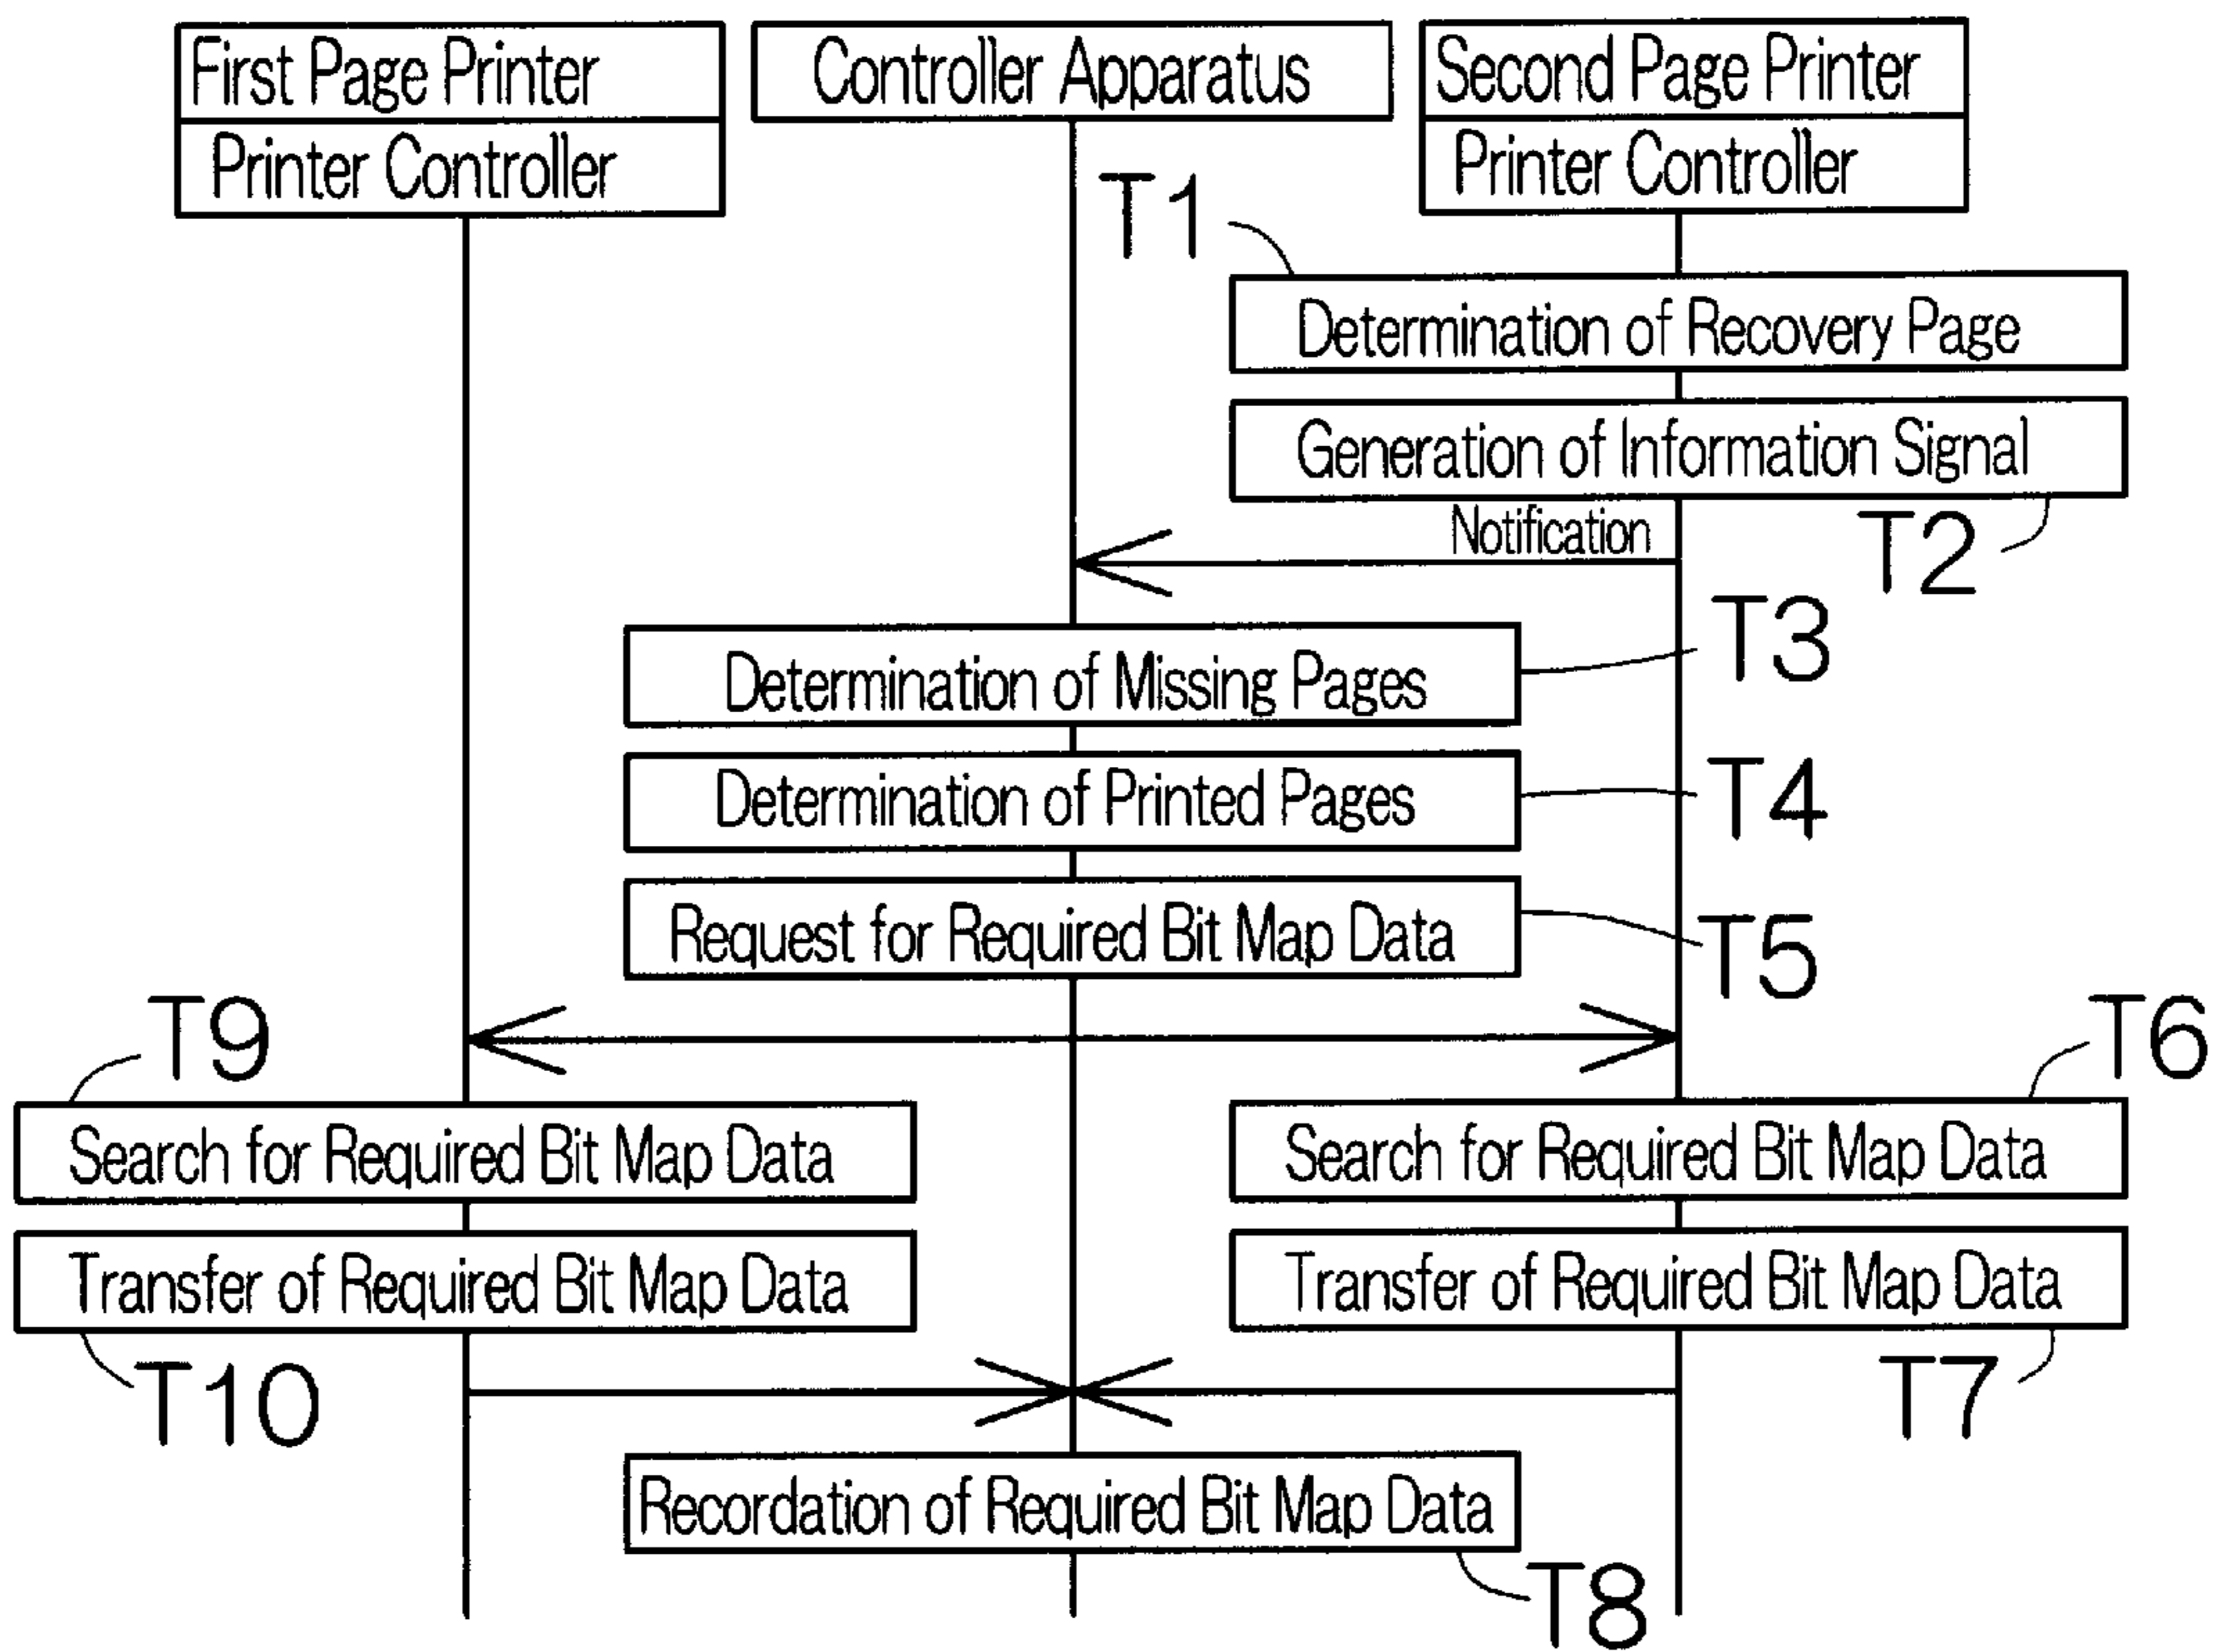 First Page Printer
Printer Controller
Controller Apparatus
Second Page Printer
Printer Controller
T1
Determination of Recovery Page
Generation of Information Signal
Notification
T2
T3
Determination of Missing Pages
T4
Determination of Printed Pages
Request for Required Bit Map Data
T5
T9
T6
Search for Required Bit Map Data
Search for Required Bit Map Data
Transfer of Required Bit Map Data
Transfer of Required Bit Map Data
T10
T7
Recordation of Required Bit Map Data
T8